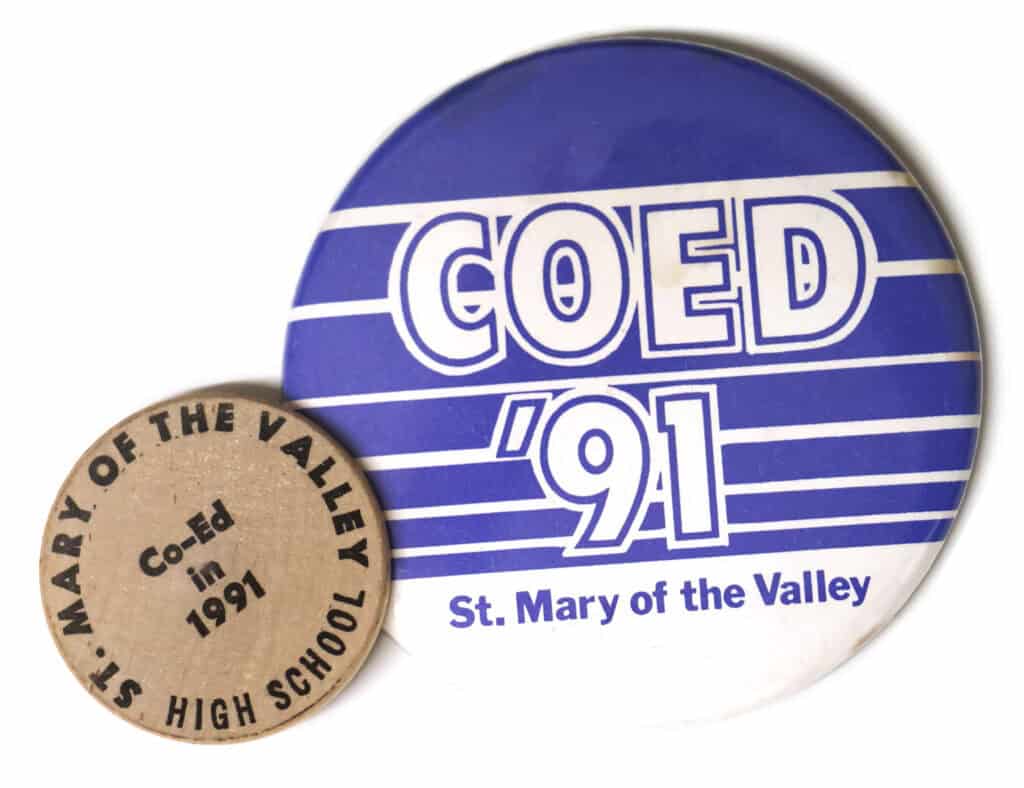 COED
'91
St. Mary of the Valley
ST. MARY OF THE VALLEY
HIGH SCHOOL
Co-Ed
in
1991